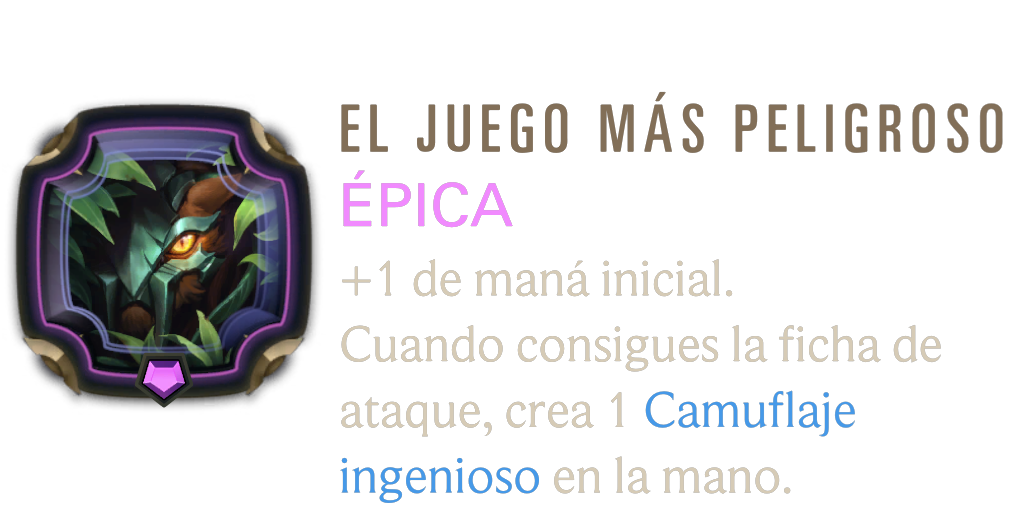 EL JUEGO MÁS PELIGROSO
ÉPICA
+1 de maná inicial.
Cuando consigues la ficha de
ataque, crea 1 Camuflaje
ingenioso en la mano.